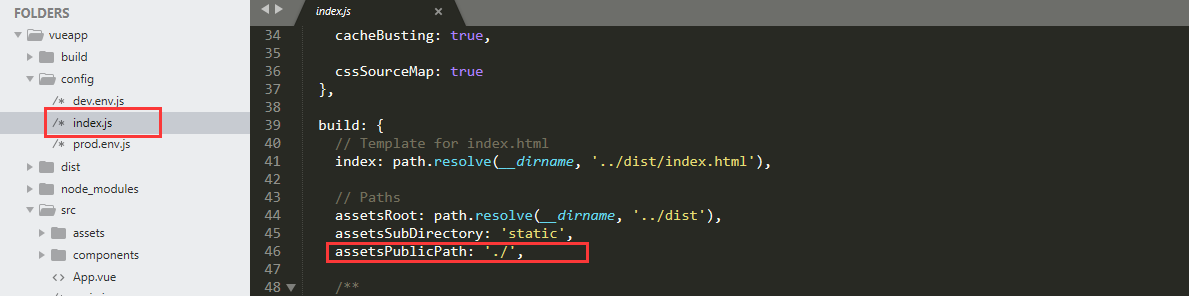 FOLDERS
vueapp
build
config
/* dev.env.js
/* index.js
/* prod.env.js
dist
node_modules
src
assets
components
<> App.vue
index.js ×
34 cacheBusting: true,
35
36 cssSourceMap: true
37 },
38
39 build: {
40 // Template for index.html
41 index: path.resolve(__dirname, '../dist/index.html'),
42
43 // Paths
44 assetsRoot: path.resolve(__dirname, '../dist'),
45 assetsSubDirectory: 'static',
46 assetsPublicPath: './',
47
48 /**